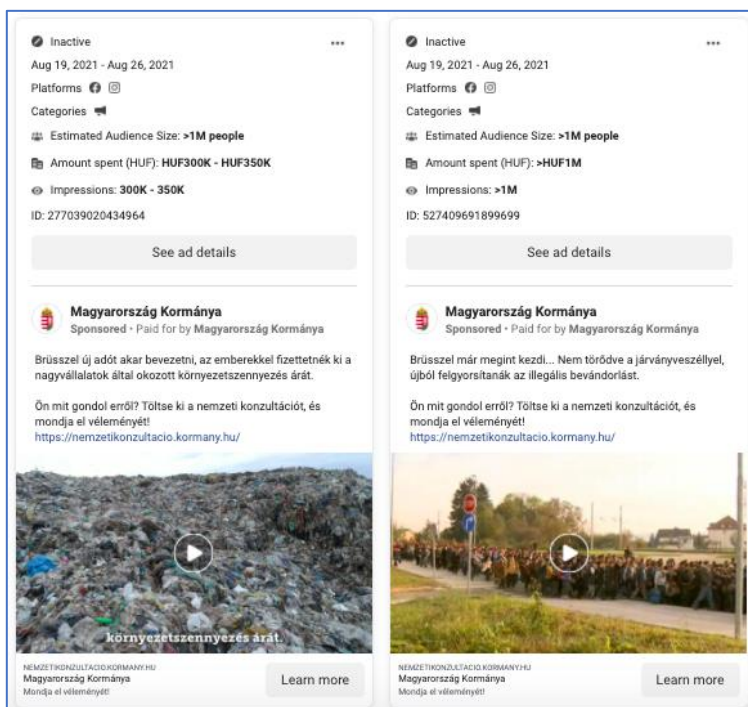 Inactive
Aug 19, 2021 - Aug 26, 2021
Platforms
Categories
Estimated Audience Size: >1M people
Amount spent (HUF): HUF300K - HUF350K
Impressions: 300K - 350K
ID: 277039020434964
See ad details
Magyarország Kormánya
Sponsored • Paid for by Magyarország Kormánya
Brüsszel új adót akar bevezetni, az emberekkel fizettetnék ki a
nagyvállalatok által okozott környezetszennyezés árát.
Ön mit gondol erről? Töltse ki a nemzeti konzultációt, és
mondja el véleményét!
https://nemzetikonzultacio.kormany.hu/
környezetszennyezés árát.
NEMZETIKONZULTACIO.KORMANY.HU
Magyarország Kormánya
Mondja el véleményét!
Learn more
Inactive
Aug 19, 2021 - Aug 26, 2021
Platforms
Categories
Estimated Audience Size: >1M people
Amount spent (HUF): >HUF1M
Impressions: >1M
ID: 527409691899699
See ad details
Magyarország Kormánya
Sponsored • Paid for by Magyarország Kormánya
Brüsszel már megint kezdi... Nem törődve a járványveszéllyel,
újból felgyorsítanák az illegális bevándorlást.
Ön mit gondol erről? Töltse ki a nemzeti konzultációt, és
mondja el véleményét!
https://nemzetikonzultacio.kormany.hu/
NEMZETIKONZULTACIO.KORMANY.HU
Magyarország Kormánya
Mondja el véleményét!
Learn more